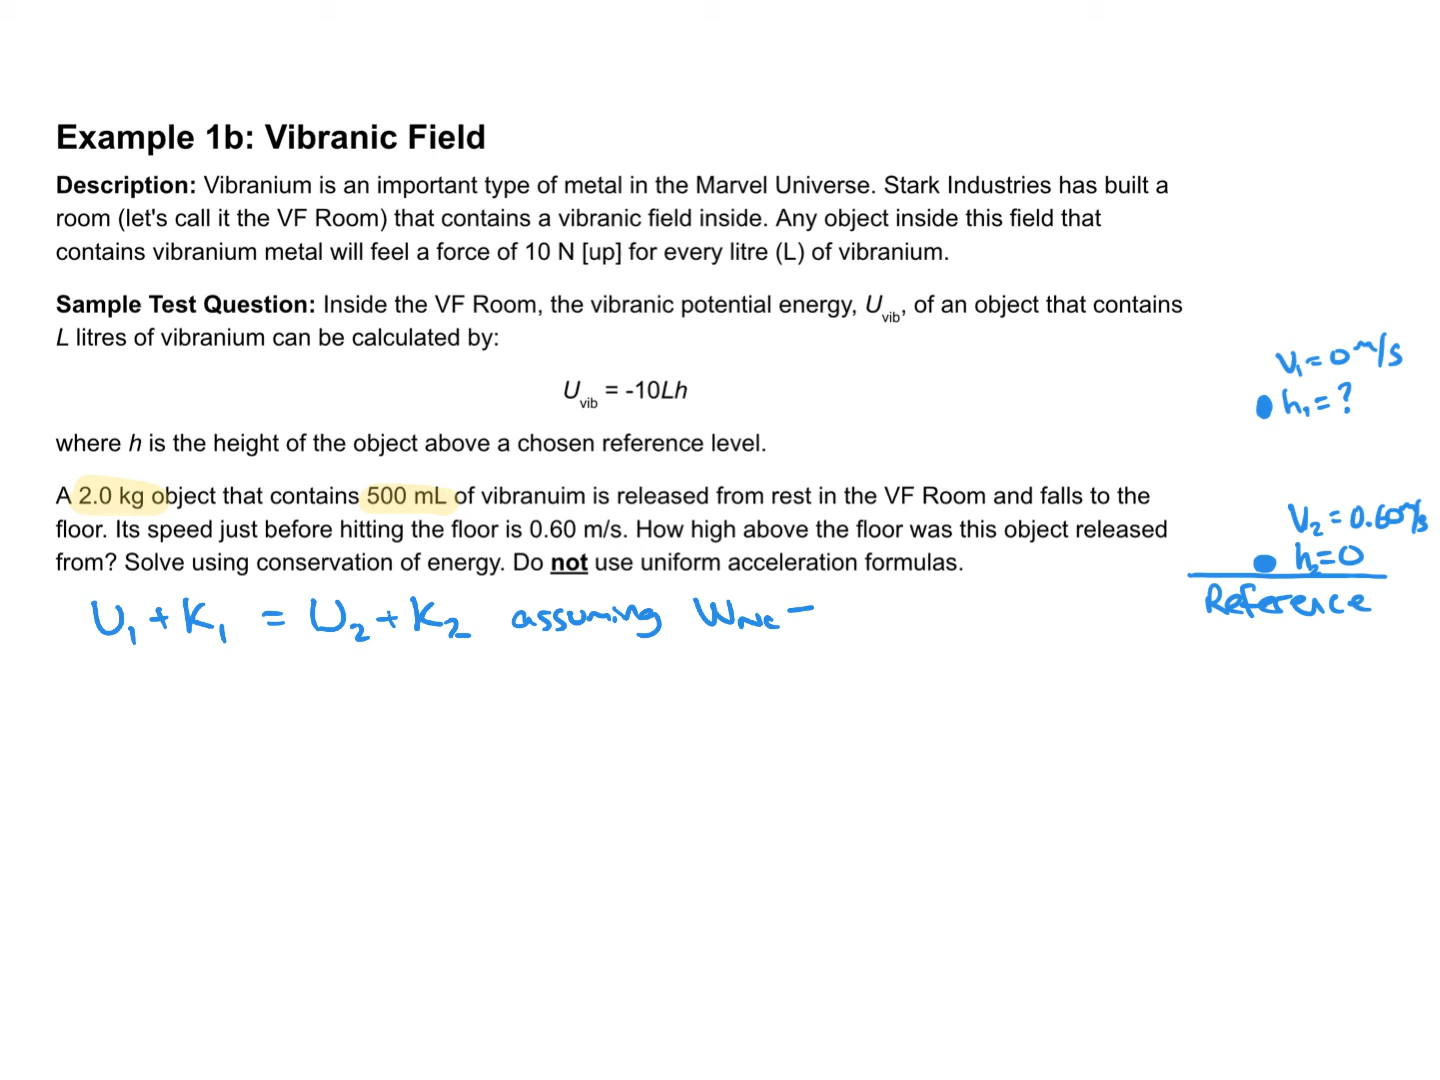 Example 1b: Vibranic Field
Description: Vibranium is an important type of metal in the Marvel Universe. Stark Industries has built a
room (let's call it the VF Room) that contains a vibranic field inside. Any object inside this field that
contains vibranium metal will feel a force of 10 N [up] for every litre (L) of vibranium.
Sample Test Question: Inside the VF Room, the vibranic potential energy, U_vib, of an object that contains
L litres of vibranium can be calculated by:
U_vib = -10Lh
where h is the height of the object above a chosen reference level.
A 2.0 kg object that contains 500 mL of vibranuim is released from rest in the VF Room and falls to the
floor. Its speed just before hitting the floor is 0.60 m/s. How high above the floor was this object released
from? Solve using conservation of energy. Do not use uniform acceleration formulas.
U₁ + K₁ = U₂ + K₂ assuming W_NC –
V₁ = 0 m/s
h₁ = ?
V₂ = 0.60 m/s
h₂ = 0
Reference